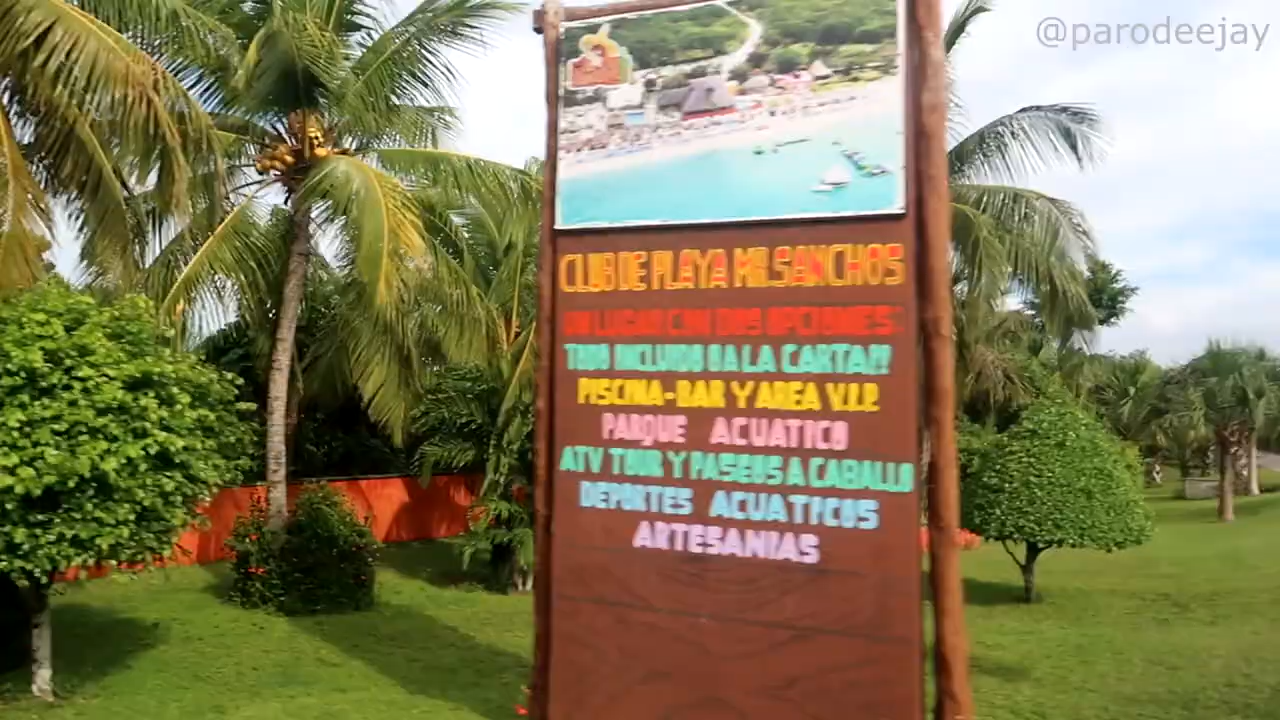 @parodeejay
CLUB DE PLAYA MR.SANCHOS
UN LUGAR CON DOS OPCIONES:
TODO INCLUIDO O A LA CARTA!!
PISCINA-BAR Y AREA V.I.P.
PARQUE ACUATICO
ATV TOUR Y PASEOS A CABALLO
DEPORTES ACUATICOS
ARTESANIAS